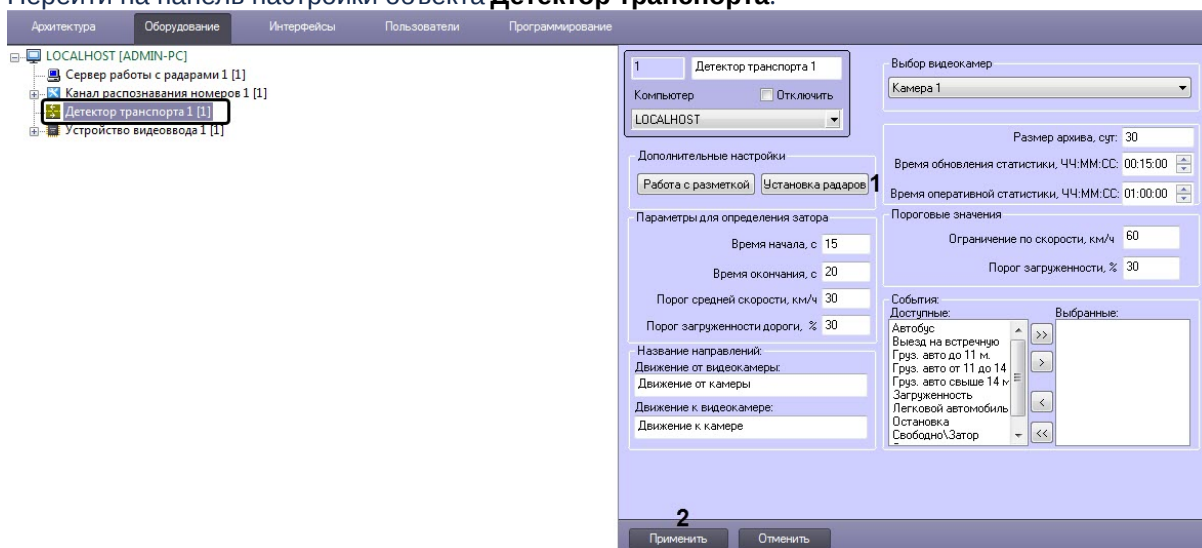 Перейти на панель настройки объекта Детектор транспорта.
Архитектура Оборудование Интерфейсы Пользователи Программирование
LOCALHOST [ADMIN-PC]
Сервер работы с радарами 1 [1]
Канал распознавания номеров 1 [1]
Детектор транспорта 1 [1]
Устройство видеоввода 1 [1]
1 Детектор транспорта 1
Компьютер Отключить
LOCALHOST
Дополнительные настройки
Работа с разметкой Установка радаров 1
Параметры для определения затора
Время начала, с 15
Время окончания, с 20
Порог средней скорости, км/ч 30
Порог загруженности дороги, % 30
Название направлений:
Движение от видеокамеры:
Движение от камеры
Движение к видеокамере:
Движение к камере
Выбор видеокамер
Камера 1
Размер архива, сут: 30
Время обновления статистики, ЧЧ:ММ:СС: 00:15:00
Время оперативной статистики, ЧЧ:ММ:СС: 01:00:00
Пороговые значения
Ограничение по скорости, км/ч 60
Порог загруженности, % 30
События:
Доступные: Выбранные:
Автобус
Выезд на встречную
Груз. авто до 11 м.
Груз. авто от 11 до 14
Груз. авто свыше 14 м
Загруженность
Легковой автомобиль
Остановка
Свободно\Затор
>>
>
<
<<
2
Применить Отменить